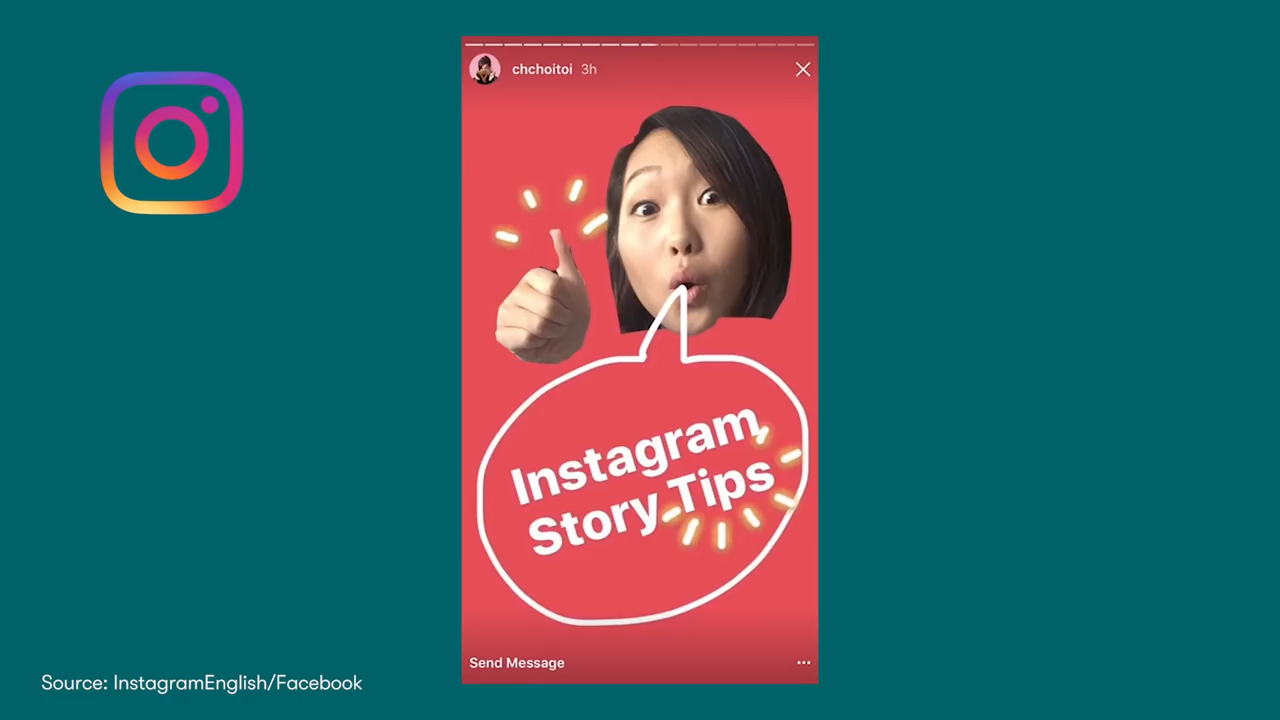 chchoitoi 3h
Instagram
Story Tips
Send Message
Source: InstagramEnglish/Facebook